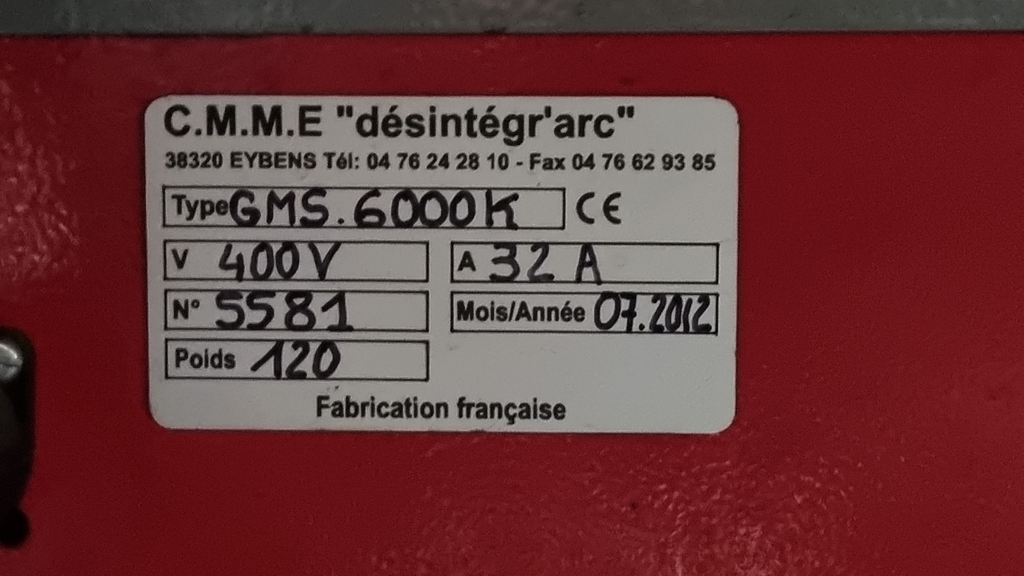 C.M.M.E "désintégr'arc"
38320 EYBENS Tél: 04 76 24 28 10 - Fax 04 76 62 93 85
Type GMS.6000K CE
V 400V A 32 A
N° 5581 Mois/Année 07.2012
Poids 120
Fabrication française